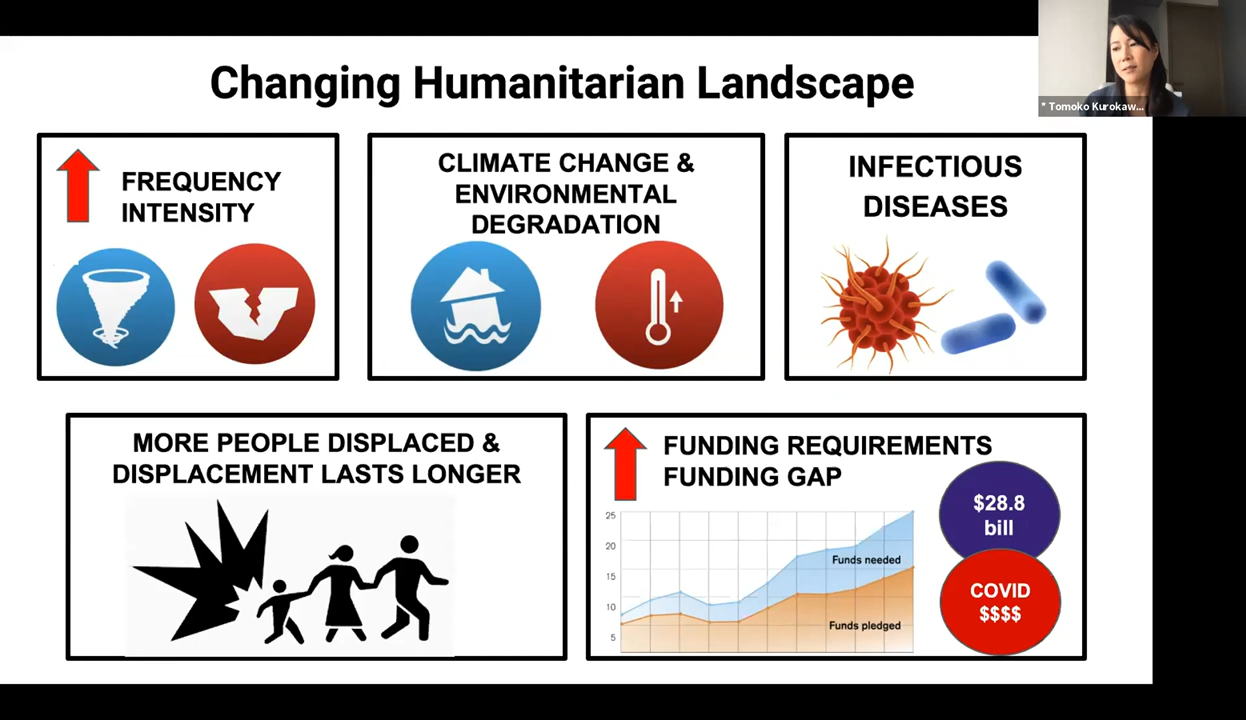 Changing Humanitarian Landscape
* Tomoko Kurokaw...
FREQUENCY
INTENSITY
CLIMATE CHANGE &
ENVIRONMENTAL
DEGRADATION
INFECTIOUS
DISEASES
MORE PEOPLE DISPLACED &
DISPLACEMENT LASTS LONGER
FUNDING REQUIREMENTS
FUNDING GAP
25
20
15
10
5
Funds needed
Funds pledged
$28.8
bill
COVID
$$$$